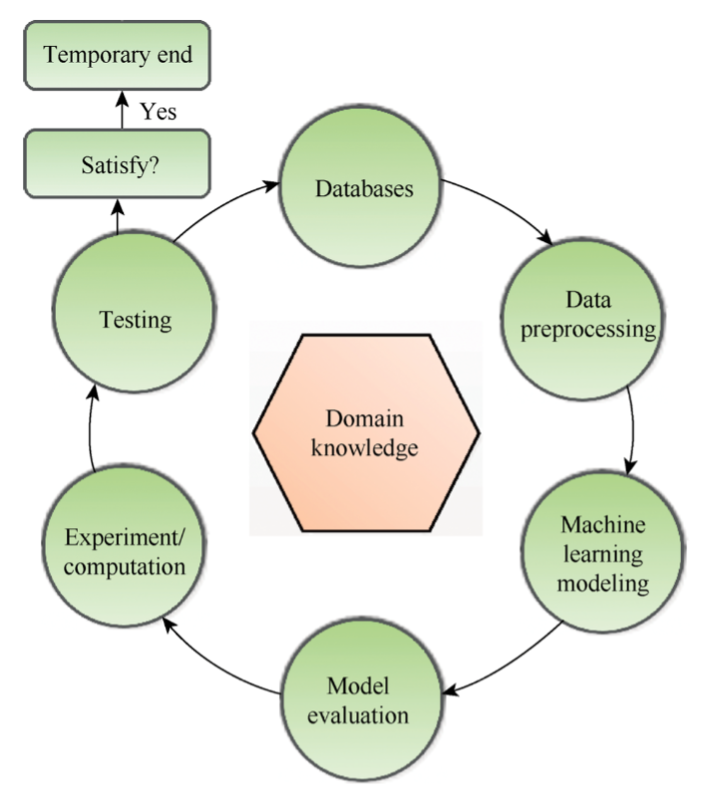 Temporary end
Yes
Satisfy?
Databases
Testing
Data
preprocessing
Domain
knowledge
Experiment/
computation
Machine
learning
modeling
Model
evaluation